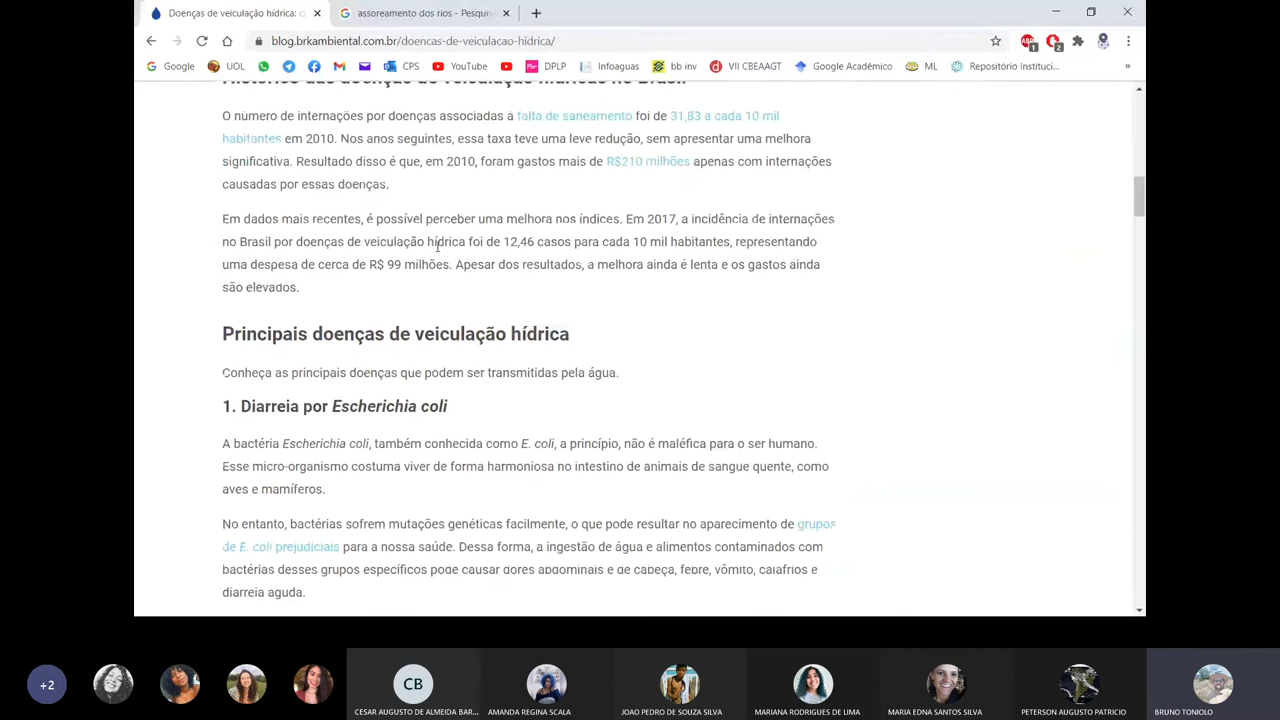 Doenças de veiculação hídrica: c
assoreamento dos rios - Pesquis
blog.brkambiental.com.br/doencas-de-veiculacao-hidrica/
Google UOL CPS YouTube DPLP Infoaguas bb inv VII CBEAAGT Google Acadêmico ML Repositório Instituci...
Histórico das doenças de veiculação hídricas no Brasil
O número de internações por doenças associadas à falta de saneamento foi de 31,83 a cada 10 mil
habitantes em 2010. Nos anos seguintes, essa taxa teve uma leve redução, sem apresentar uma melhora
significativa. Resultado disso é que, em 2010, foram gastos mais de R$210 milhões apenas com internações
causadas por essas doenças.
Em dados mais recentes, é possível perceber uma melhora nos índices. Em 2017, a incidência de internações
no Brasil por doenças de veiculação hídrica foi de 12,46 casos para cada 10 mil habitantes, representando
uma despesa de cerca de R$ 99 milhões. Apesar dos resultados, a melhora ainda é lenta e os gastos ainda
são elevados.
Principais doenças de veiculação hídrica
Conheça as principais doenças que podem ser transmitidas pela água.
1. Diarreia por Escherichia coli
A bactéria Escherichia coli, também conhecida como E. coli, a princípio, não é maléfica para o ser humano.
Esse micro-organismo costuma viver de forma harmoniosa no intestino de animais de sangue quente, como
aves e mamíferos.
No entanto, bactérias sofrem mutações genéticas facilmente, o que pode resultar no aparecimento de grupos
de E. coli prejudiciais para a nossa saúde. Dessa forma, a ingestão de água e alimentos contaminados com
bactérias desses grupos específicos pode causar dores abdominais e de cabeça, febre, vômito, calafrios e
diarreia aguda.
+2
CB
CESAR AUGUSTO DE ALMEIDA BAR...
AMANDA REGINA SCALA
JOAO PEDRO DE SOUZA SILVA
MARIANA RODRIGUES DE LIMA
MARIA EDNA SANTOS SILVA
PETERSON AUGUSTO PATRICIO
BRUNO TONIOLO